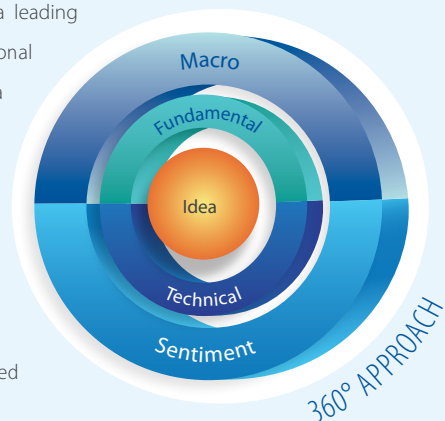 a leading
onal
a
Macro
Fundamental
Idea
Technical
Sentiment
ed
360° APPROACH